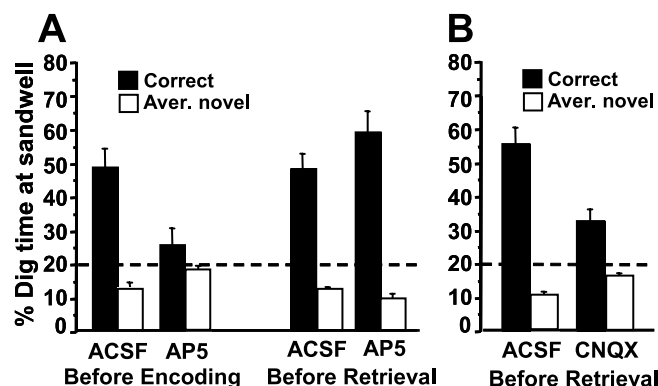 A
B
% Dig time at sandwell
80
70
60
50
40
30
20
10
0
Correct
Aver. novel
ACSF AP5
Before Encoding
ACSF AP5
Before Retrieval
80
70
60
50
40
30
20
10
0
Correct
Aver. novel
ACSF CNQX
Before Retrieval